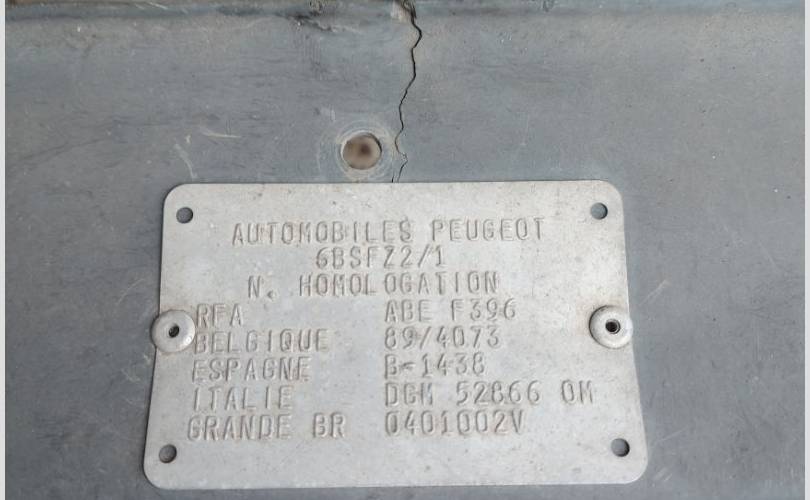 AUTOMOBILES PEUGEOT
6BSFZ2/1
N. HOMOLOGATION
RFA ABE F396
BELGIQUE 89/4073
ESPAGNE B-1438
ITALIE DGM 52866 OM
GRANDE BR 0401002V